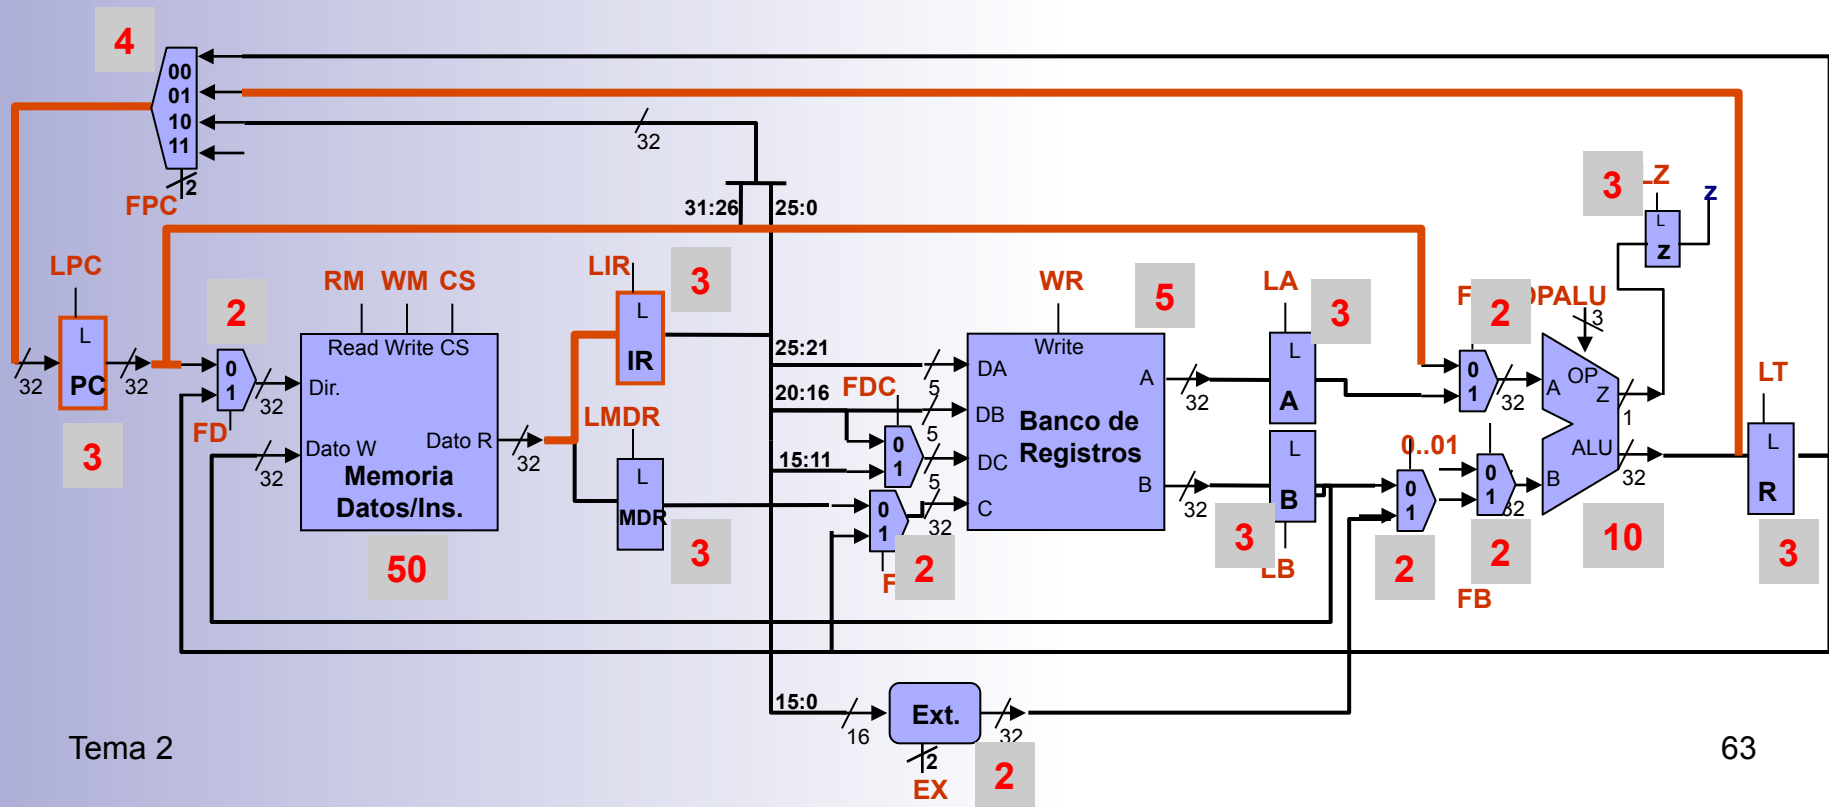 4
00
01
10
11
2
FPC
32
31:26
25:0
3
LZ
z
L
z
LPC
L
PC
32
32
3
2
0
1
32
FD
RM WM CS
Read Write CS
Dir.
Dato W
32
Dato R
32
Memoria
Datos/Ins.
50
LIR
3
L
IR
LMDR
L
MDR
3
25:21
20:16
15:11
FDC
5
5
5
0
1
0
1
32
F
2
WR
5
Write
DA
DB
DC
C
A
B
Banco de
Registros
32
32
LA
3
L
A
L
B
3
LB
F
2
OPALU
3
0
1
32
0..01
0
1
0
1
32
2
2
FB
OP
A
B
Z
ALU
1
32
10
LT
L
R
3
15:0
16
Ext.
32
2
EX
2
Tema 2
63